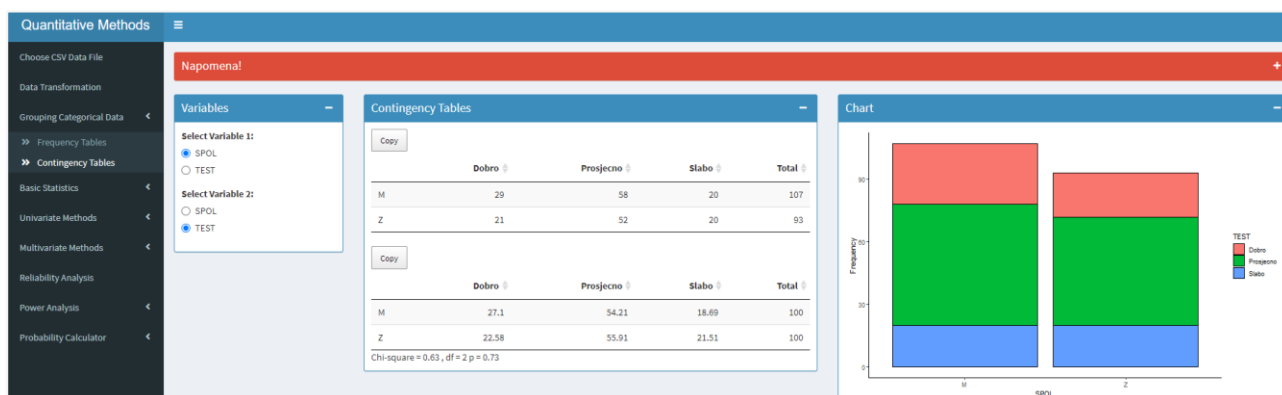 Quantitative Methods
Choose CSV Data File
Data Transformation
Grouping Categorical Data
Frequency Tables
Contingency Tables
Basic Statistics
Univariate Methods
Multivariate Methods
Reliability Analysis
Power Analysis
Probability Calculator
Napomena!
Variables
Select Variable 1:
SPOL
TEST
Select Variable 2:
SPOL
TEST
Contingency Tables
Copy
Dobro Prosjecno Slabo Total
M 29 58 20 107
Z 21 52 20 93
Copy
Dobro Prosjecno Slabo Total
M 27.1 54.21 18.69 100
Z 22.58 55.91 21.51 100
Chi-square = 0.63 , df = 2 p = 0.73
Chart
90
60
30
0
Frequency
M Z
SPOL
TEST
Dobro
Prosjecno
Slabo